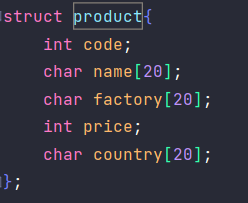 struct product{
    int code;
    char name[20];
    char factory[20];
    int price;
    char country[20];
};